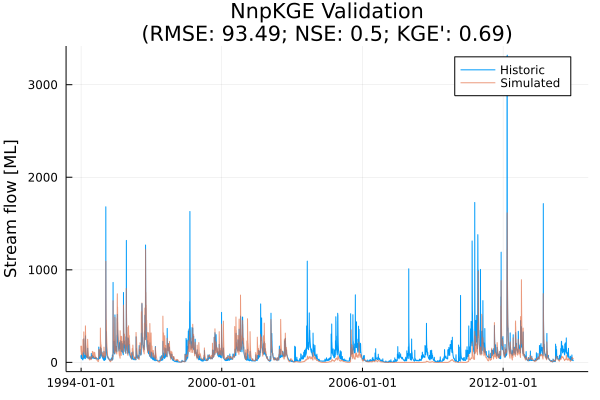 NnpKGE Validation
(RMSE: 93.49; NSE: 0.5; KGE': 0.69)
Stream flow [ML]
3000
2000
1000
0
Historic
Simulated
1994-01-01
2000-01-01
2006-01-01
2012-01-01